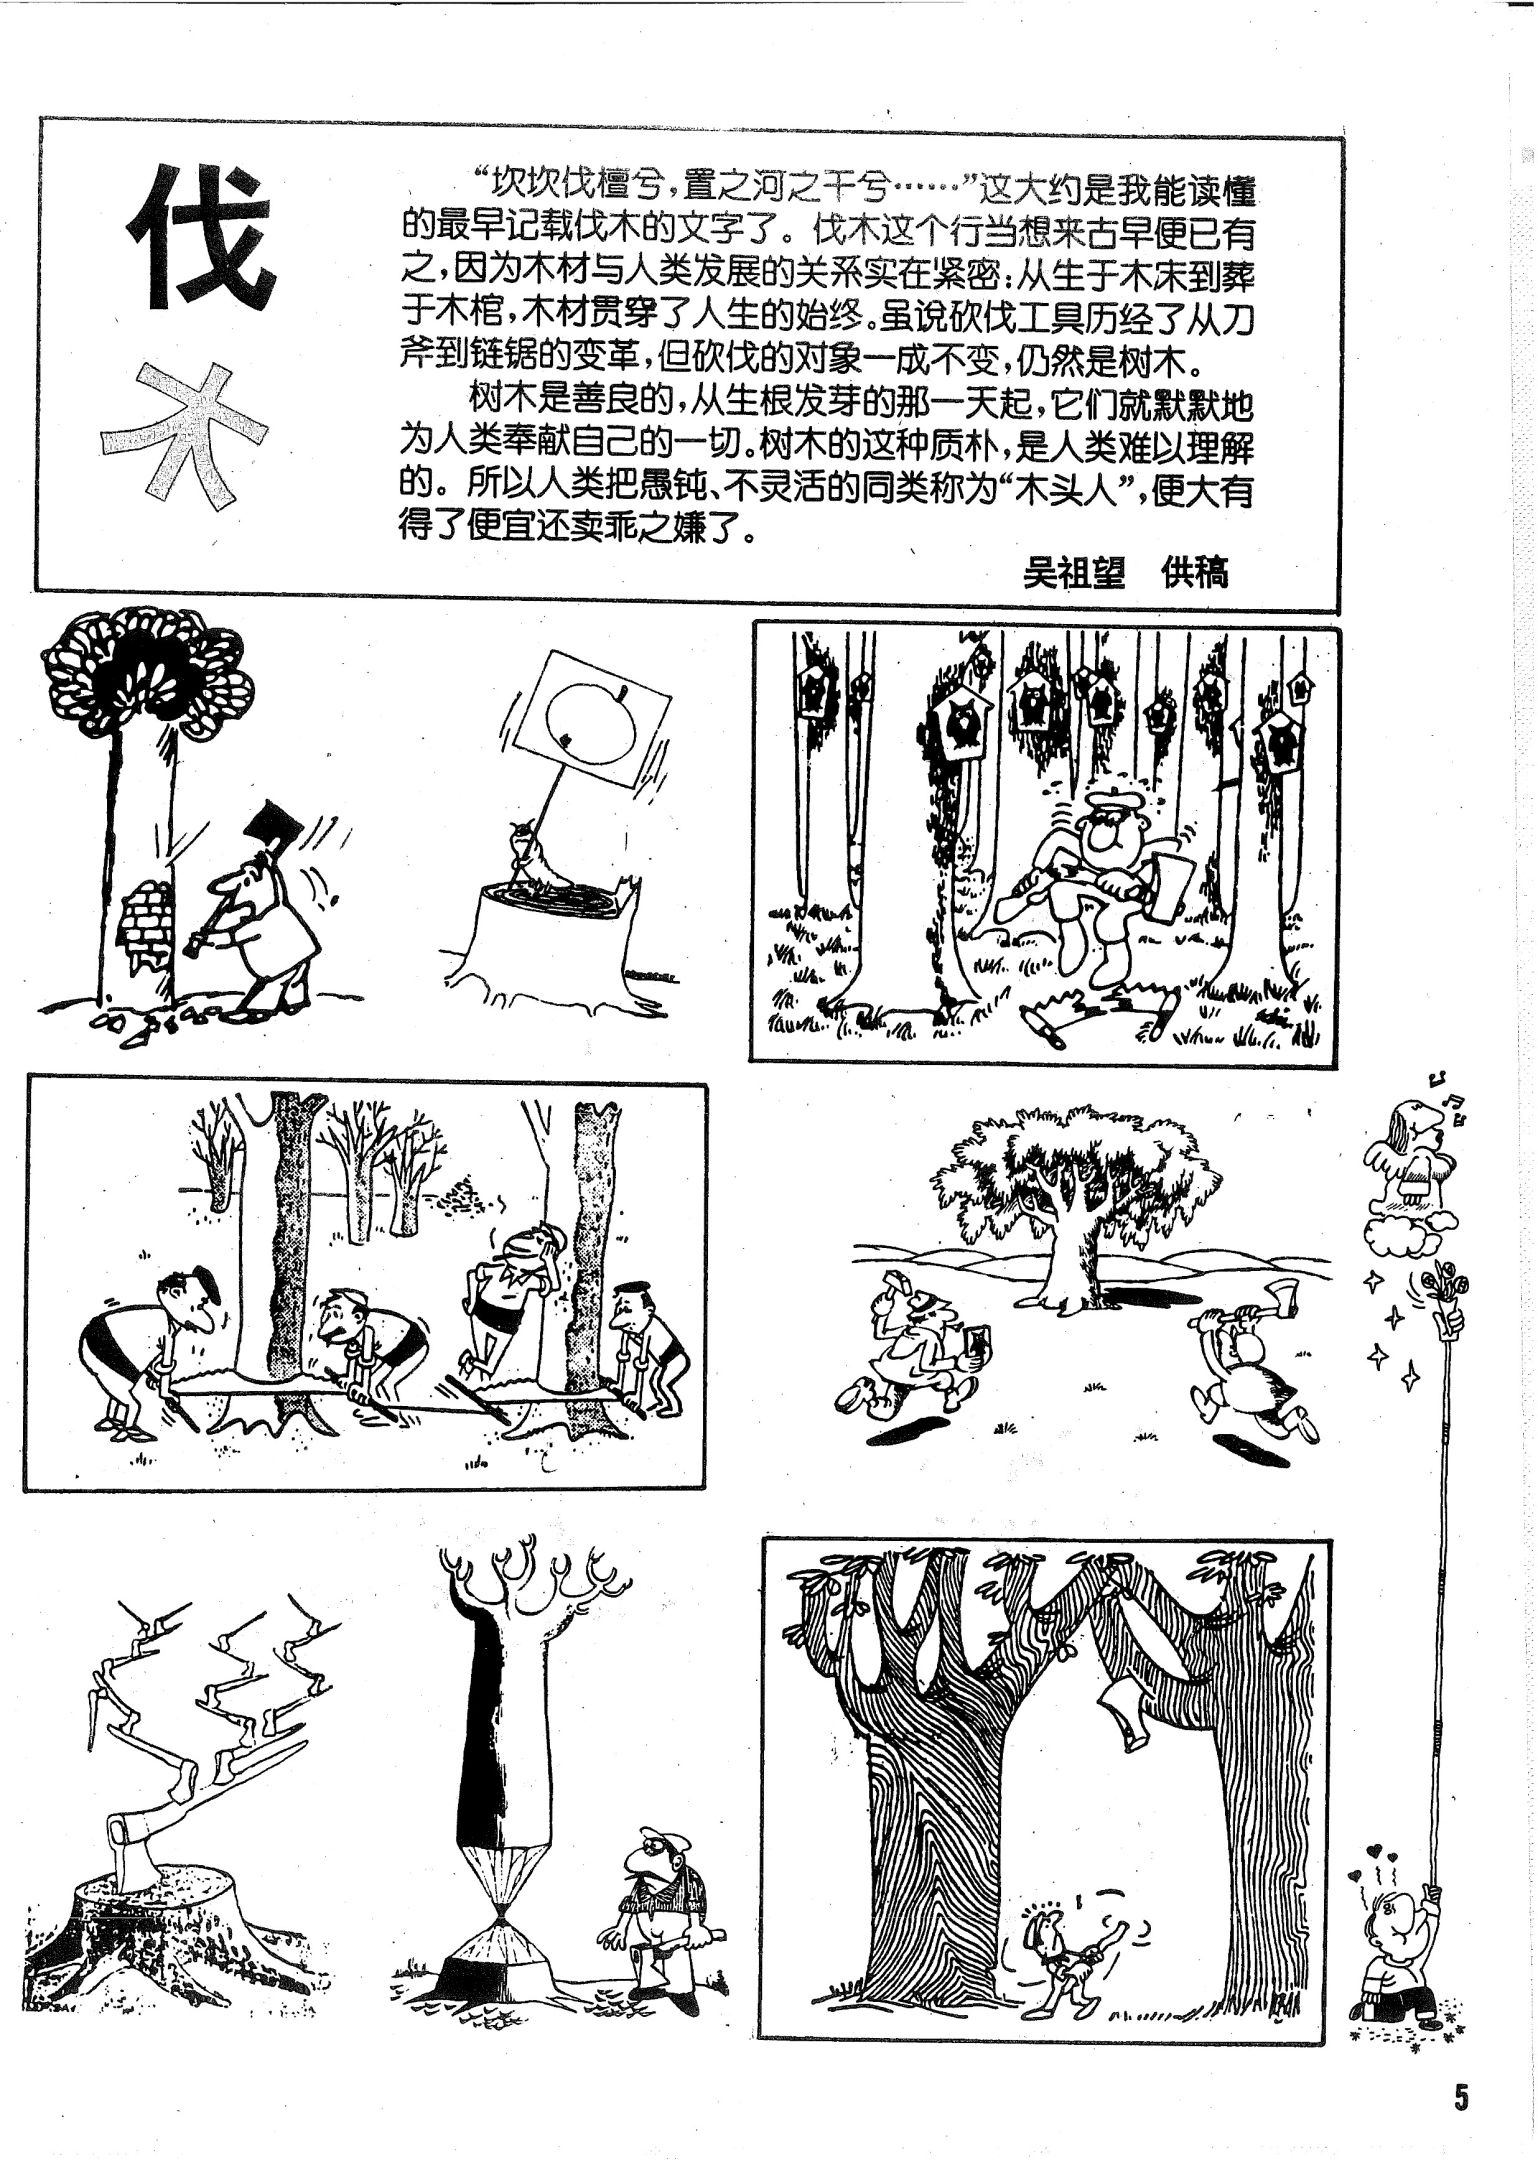 伐
木
“坎坎伐檀兮，置之河之干兮……”这大约是我能读懂
的最早记载伐木的文字了。伐木这个行当想来古早便已有
之，因为木材与人类发展的关系实在紧密：从生于木床到葬
于木棺，木材贯穿了人生的始终。虽说砍伐工具历经了从刀
斧到链锯的变革，但砍伐的对象一成不变，仍然是树木。
树木是善良的，从生根发芽的那一天起，它们就默默地
为人类奉献自己的一切。树木的这种质朴，是人类难以理解
的。所以人类把愚钝、不灵活的同类称为“木头人”，便大有
得了便宜还卖乖之嫌了。
吴祖望　供稿
5